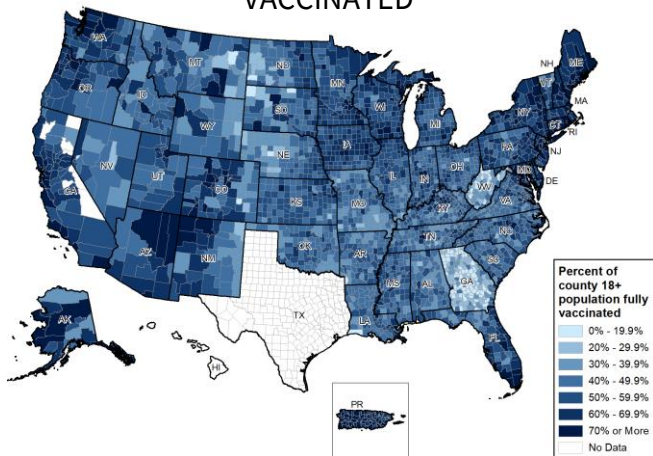 VACCINATED
WA
MT
ND
MN
OR
ID
SD
WI
WY
MI
NH
VT
ME
NY
MA
CT
RI
NV
UT
CO
NE
IA
IL
IN
OH
PA
NJ
CA
KS
MO
KY
WV
VA
MD
DE
AZ
NM
OK
AR
TN
NC
SC
TX
LA
MS
AL
GA
FL
AK
HI
PR
Percent of
county 18+
population fully
vaccinated
0% - 19.9%
20% - 29.9%
30% - 39.9%
40% - 49.9%
50% - 59.9%
60% - 69.9%
70% or More
No Data